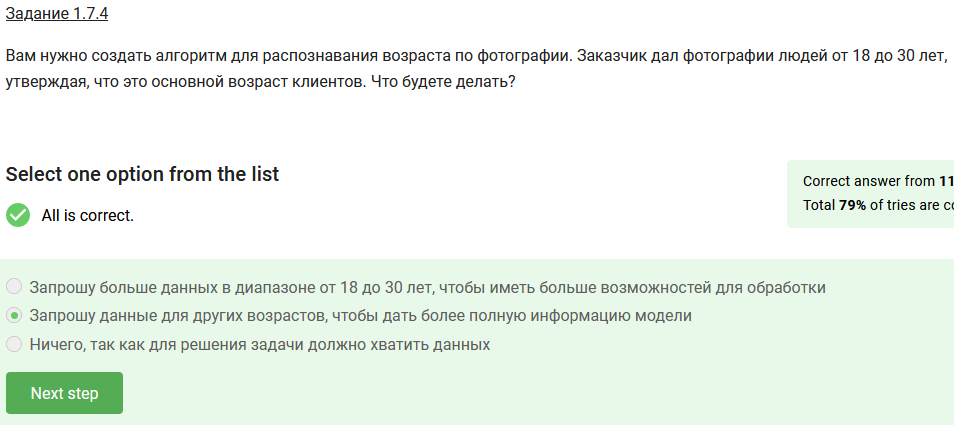 Задание 1.7.4
Вам нужно создать алгоритм для распознавания возраста по фотографии. Заказчик дал фотографии людей от 18 до 30 лет,
утверждая, что это основной возраст клиентов. Что будете делать?
Select one option from the list
Correct answer from 11
All is correct.
Total 79% of tries are co
Запрошу больше данных в диапазоне от 18 до 30 лет, чтобы иметь больше возможностей для обработки
Запрошу данные для других возрастов, чтобы дать более полную информацию модели
Ничего, так как для решения задачи должно хватить данных
Next step